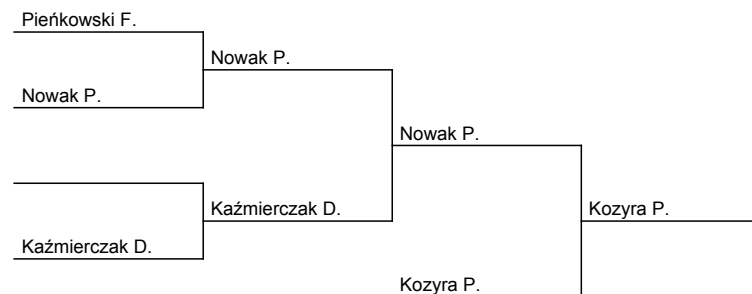 Pieńkowski F.
Nowak P.
Nowak P.
Nowak P.
Kaźmierczak D.
Kozyra P.
Kaźmierczak D.
Kozyra P.